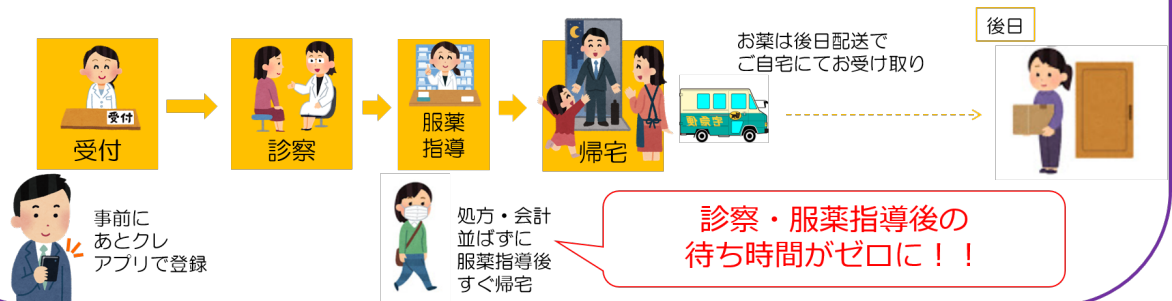 後日
お薬は後日配送で
ご自宅にてお受け取り
受付
受付
診察
服薬
指導
帰宅
宅急便
事前に
あとクレ
アプリで登録
処方・会計
並ばずに
服薬指導後
すぐ帰宅
診察・服薬指導後の
待ち時間がゼロに！！